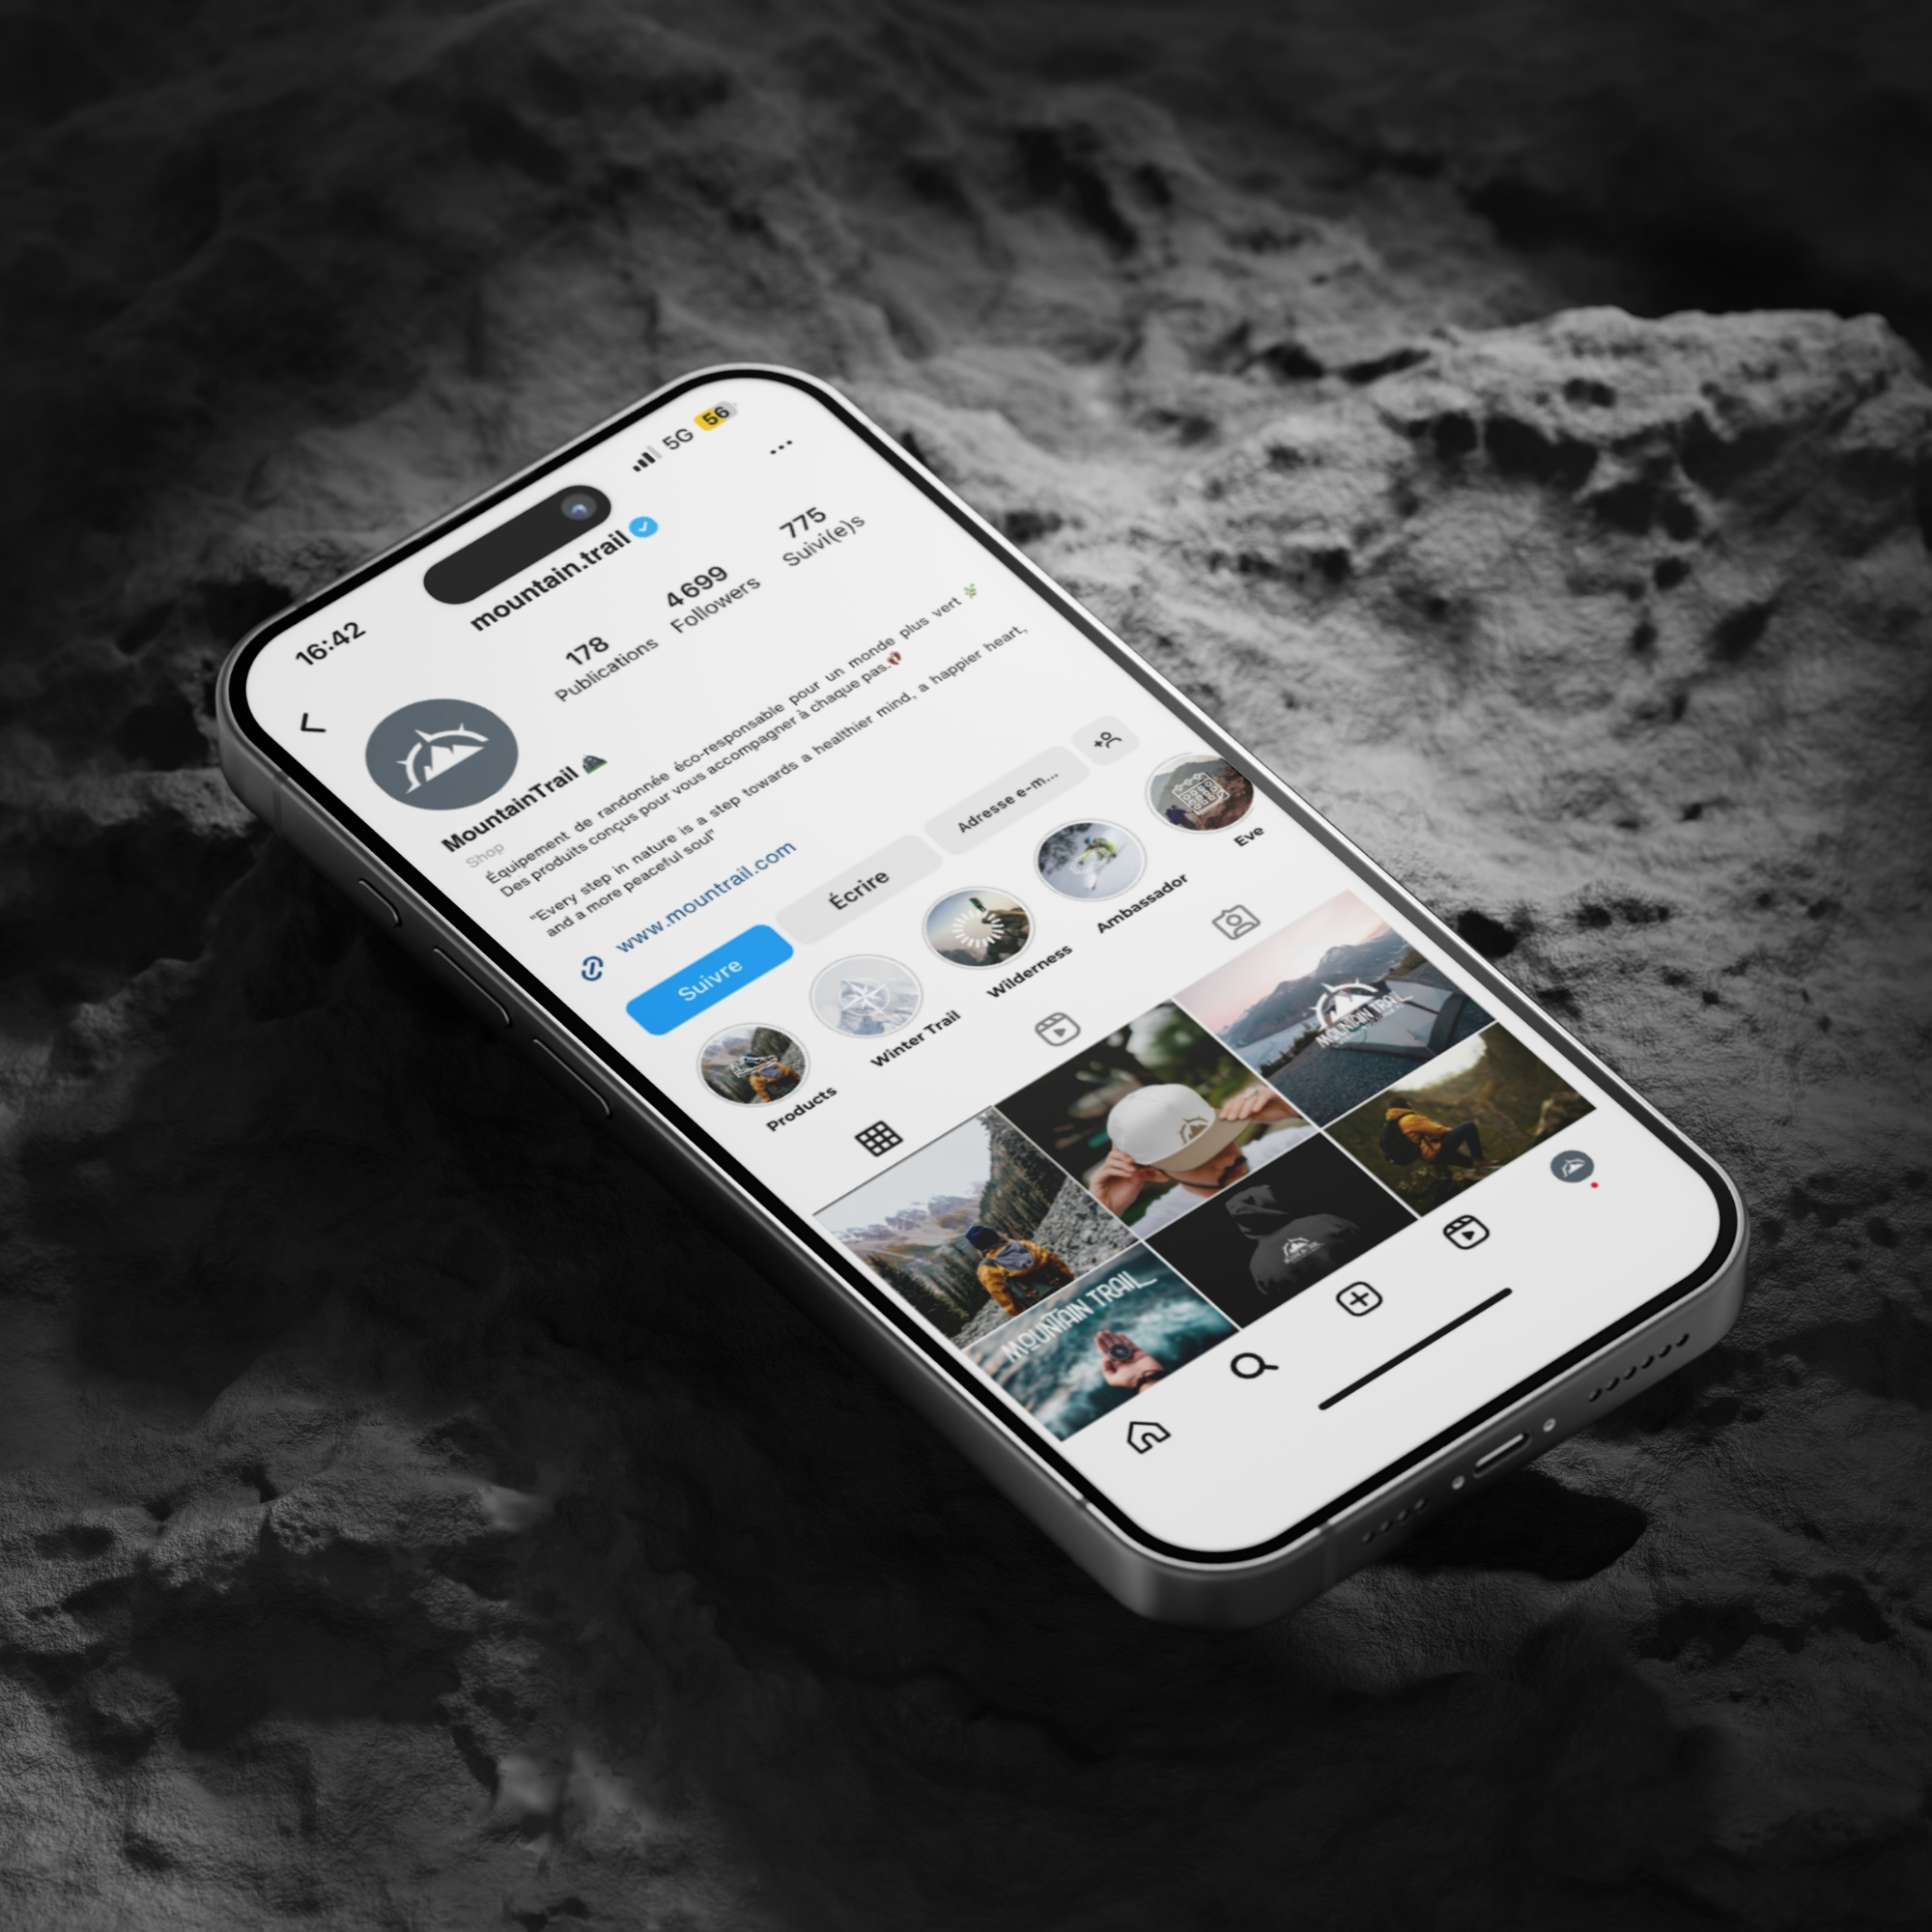 16:42
5G 56
mountain.trail
178
Publications
4 699
Followers
775
Suivi(e)s
MountainTrail
Shop
Équipement de randonnée éco-responsable pour un monde plus vert
Des produits conçus pour vous accompagner à chaque pas.
"Every step in nature is a step towards a healthier mind, a happier heart,
and a more peaceful soul"
www.mountrail.com
Suivre
Écrire
Adresse e-m...
Products
Winter Trail
Wilderness
Ambassador
Eve
MOUNTAIN TRAIL
MOUNTAIN TRAIL